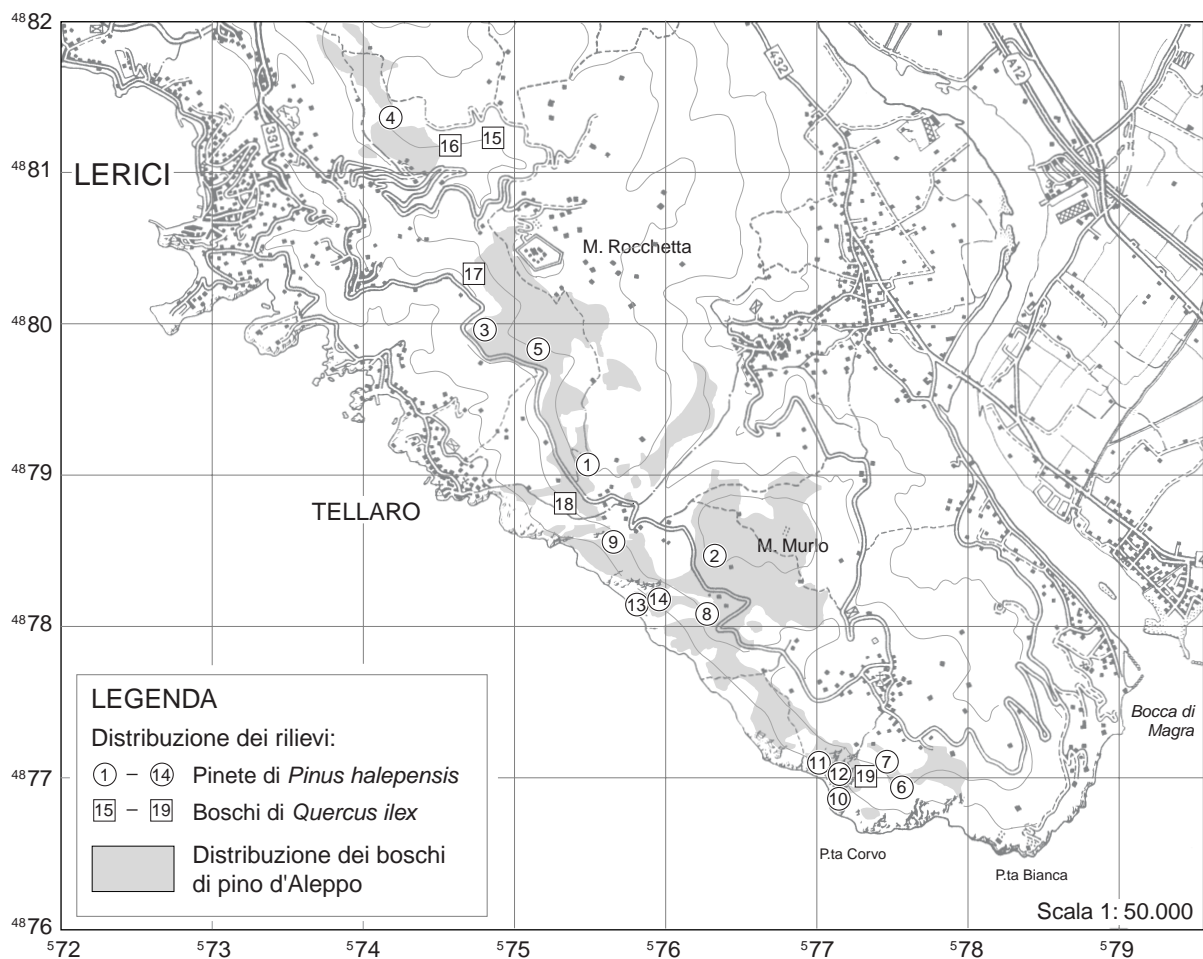 4882
4
16
15
331
432
A12
4881
LERICI
M. Rocchetta
17
4880
3
5
4879
1
TELLARO
18
9
2
M. Murlo
13
14
8
4878
LEGENDA
Distribuzione dei rilievi:
1 – 14 Pinete di Pinus halepensis
15 – 19 Boschi di Quercus ilex
Distribuzione dei boschi
di pino d'Aleppo
Bocca di
Magra
4877
11
12
19
7
6
10
P.ta Corvo
P.ta Bianca
4876
Scala 1: 50.000
572 573 574 575 576 577 578 579